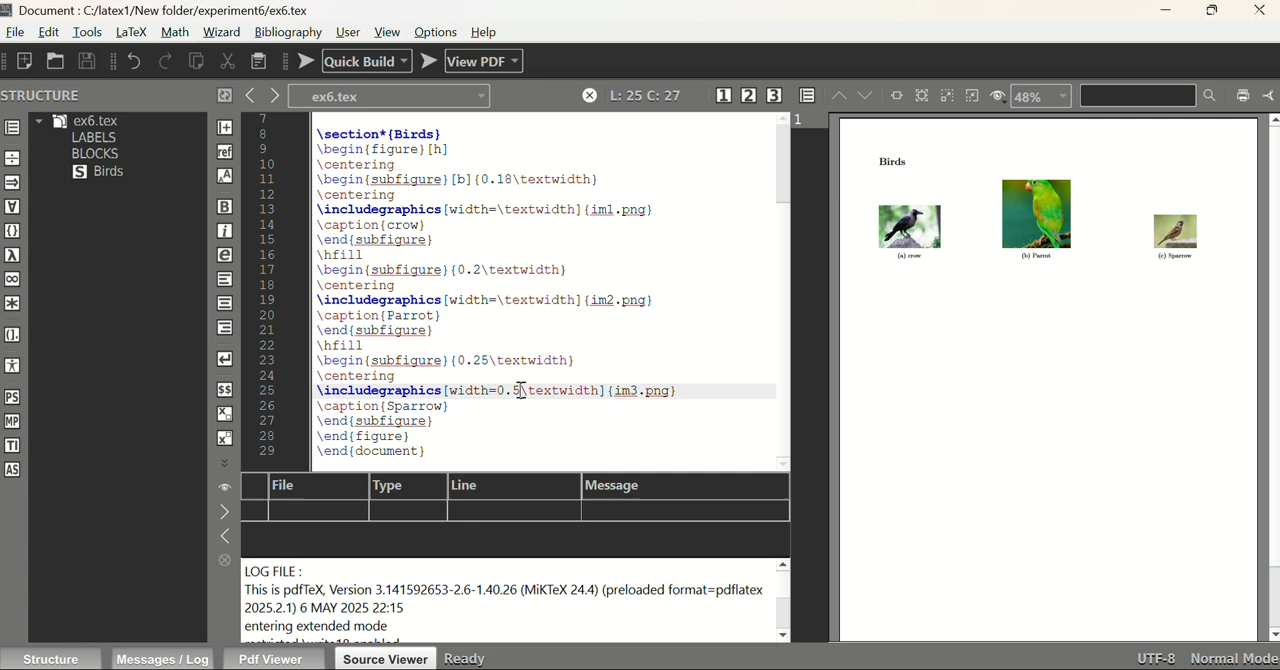 Document : C:/latex1/New folder/experiment6/ex6.tex
File Edit Tools LaTeX Math Wizard Bibliography User View Options Help
Quick Build View PDF
STRUCTURE ex6.tex L: 25 C: 27 1 2 3 48%
ex6.tex
LABELS
BLOCKS
S Birds
ref
B
i
e
$$
PS
MP
TI
AS
7
8 \section*{Birds}
9 \begin{figure}[h]
10 \centering
11 \begin{subfigure}[b]{0.18\textwidth}
12 \centering
13 \includegraphics[width=\textwidth]{im1.png}
14 \caption{crow}
15 \end{subfigure}
16 \hfill
17 \begin{subfigure}{0.2\textwidth}
18 \centering
19 \includegraphics[width=\textwidth]{im2.png}
20 \caption{Parrot}
21 \end{subfigure}
22 \hfill
23 \begin{subfigure}{0.25\textwidth}
24 \centering
25 \includegraphics[width=0.5\textwidth]{im3.png}
26 \caption{Sparrow}
27 \end{subfigure}
28 \end{figure}
29 \end{document}
1
Birds
(a) crow (b) Parrot (c) Sparrow
File Type Line Message
LOG FILE :
This is pdfTeX, Version 3.141592653-2.6-1.40.26 (MiKTeX 24.4) (preloaded format=pdflatex
2025.2.1) 6 MAY 2025 22:15
entering extended mode
Structure Messages / Log Pdf Viewer Source Viewer Ready UTF-8 Normal Mode